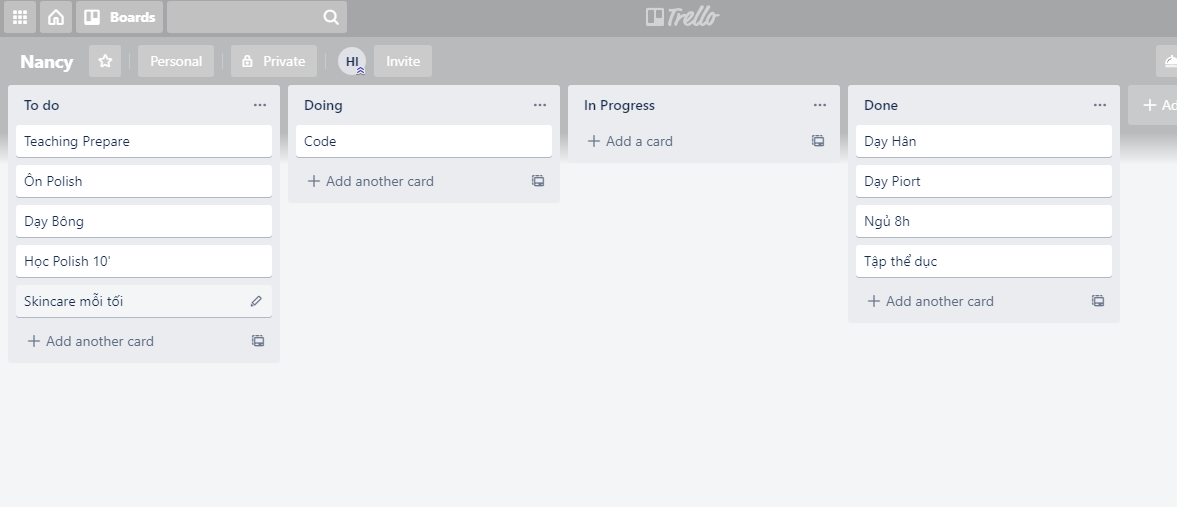 Boards
Trello
Nancy
Personal
Private
HI
Invite
To do
Teaching Prepare
Ôn Polish
Dạy Bông
Học Polish 10'
Skincare mỗi tối
+ Add another card
Doing
Code
+ Add another card
In Progress
+ Add a card
Done
Dạy Hân
Dạy Piort
Ngủ 8h
Tập thể dục
+ Add another card